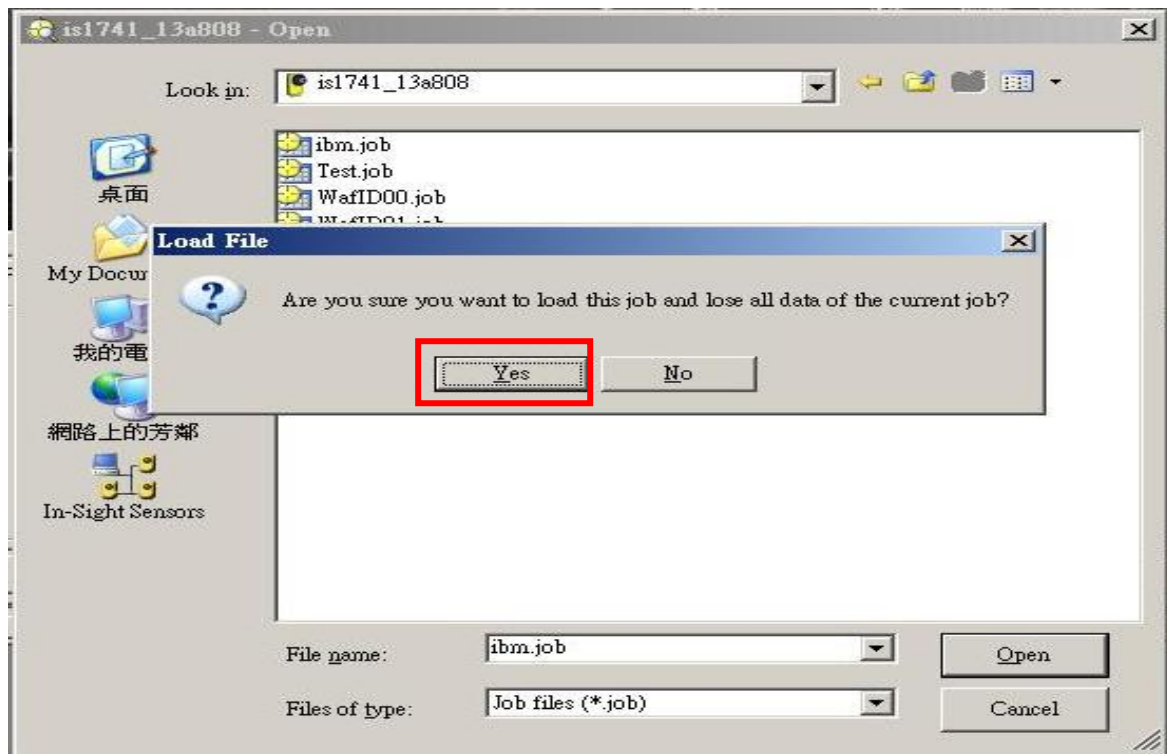 is1741_13a808 - Open
Look in:
is1741_13a808
ibm.job
Test.job
WafID00.job
桌面
Load File
My Docum
Are you sure you want to load this job and lose all data of the current job?
我的電
Yes
No
網路上的芳鄰
In-Sight Sensors
File name:
ibm.job
Open
Files of type:
Job files (*.job)
Cancel